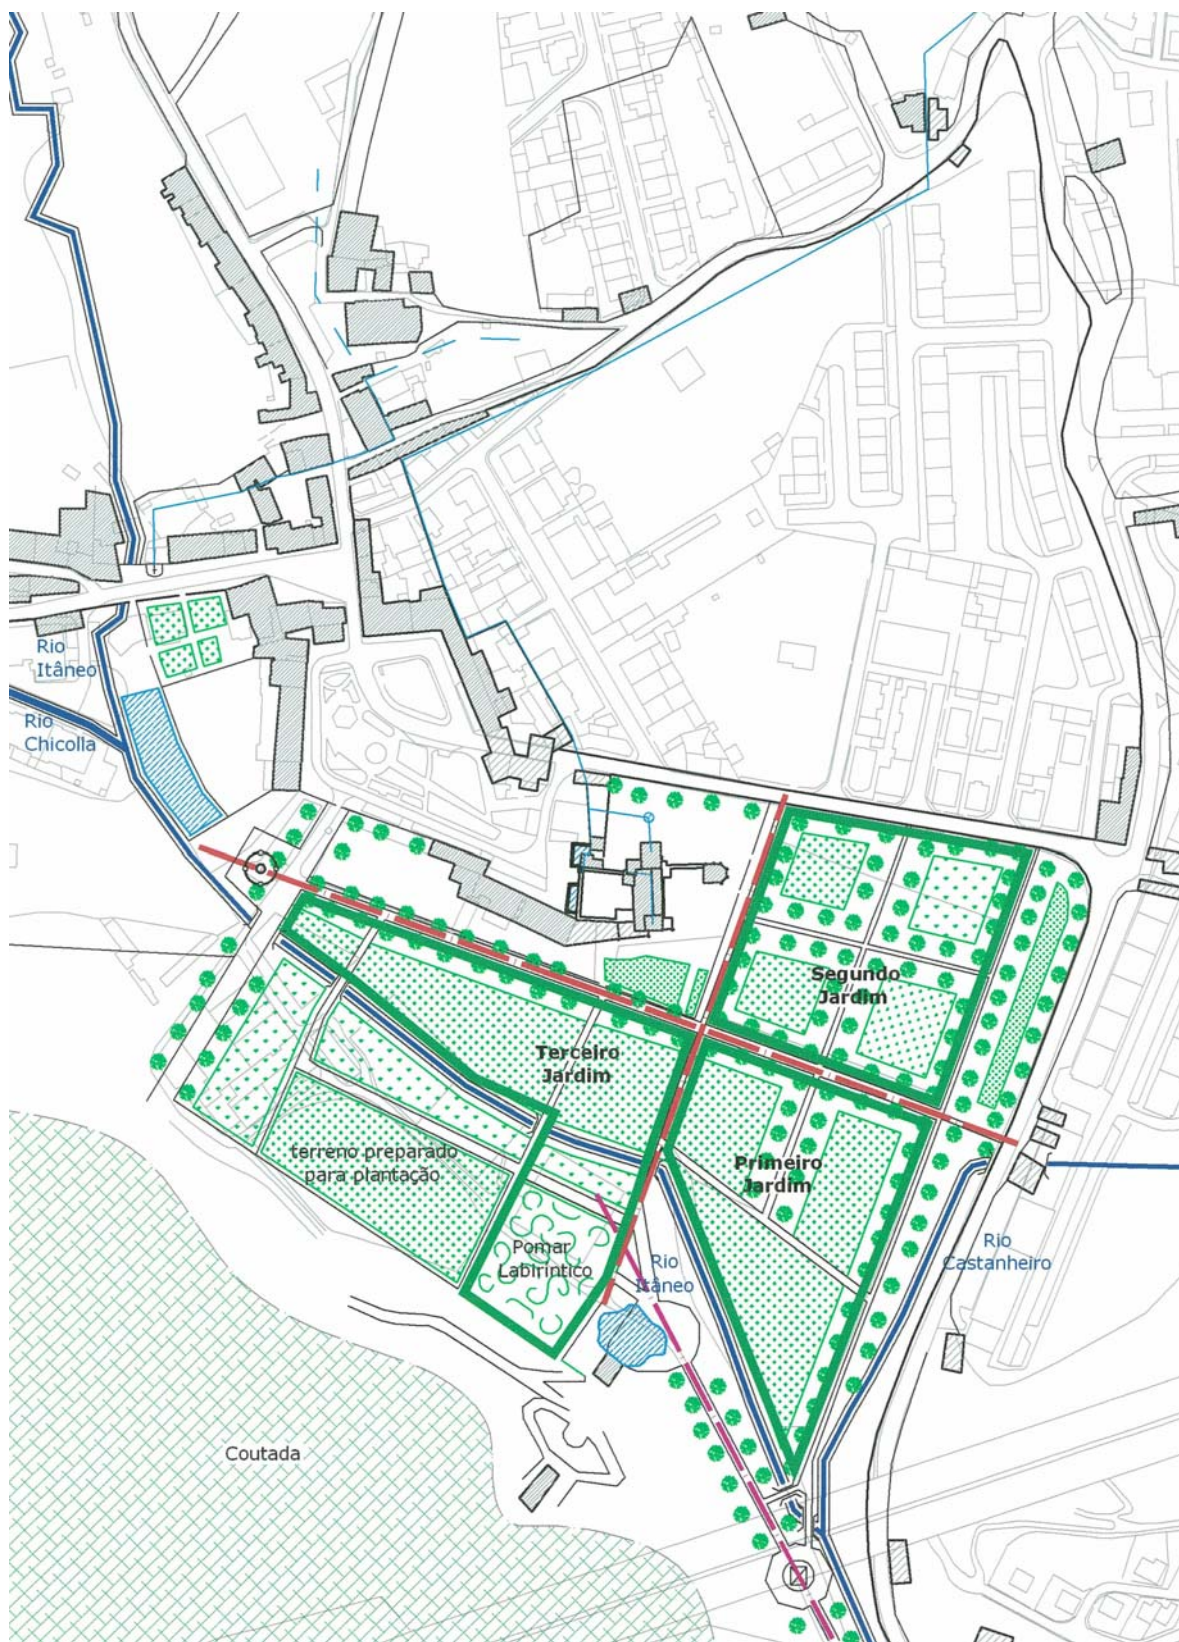 Rio
Itâneo
Rio
Chicolla
Segundo
Jardim
Terceiro
Jardim
terreno preparado
para plantação
Primeiro
Jardim
Pomar
Labiríntico
Rio
Itâneo
Rio
Castanheiro
Coutada